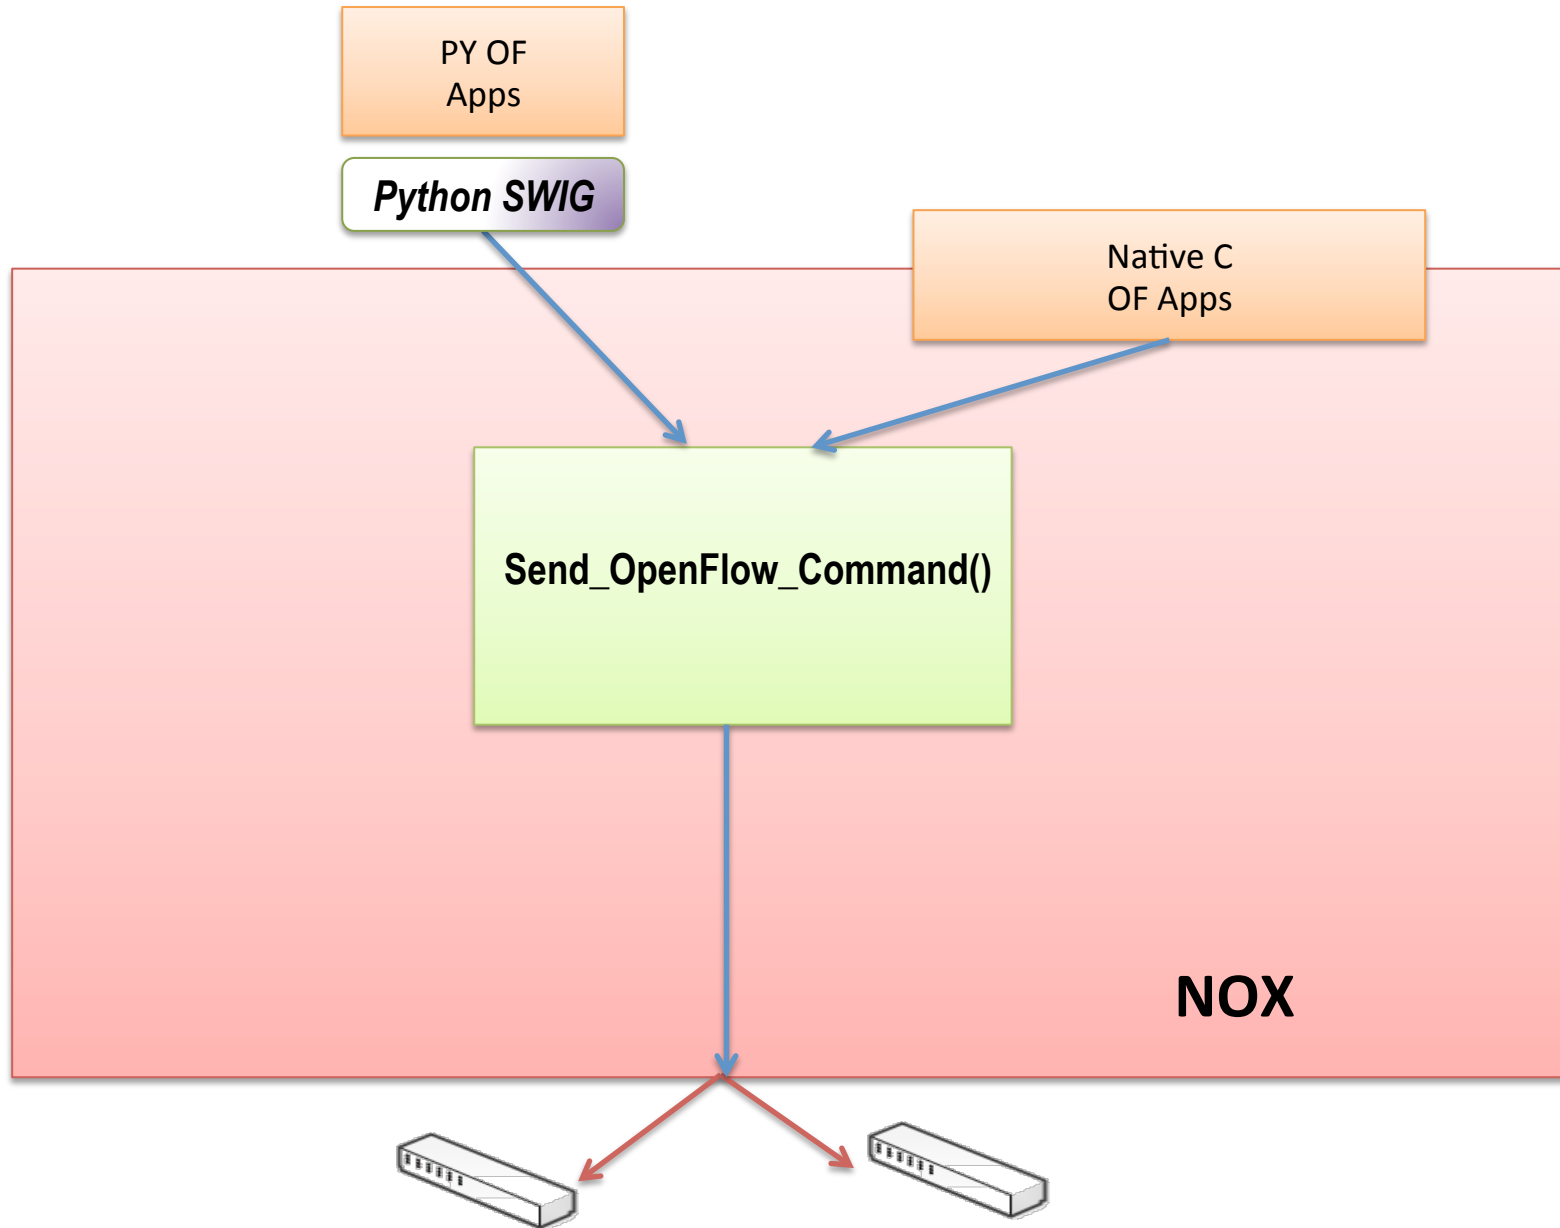 PY OF
Apps
Python SWIG
Native C
OF Apps
Send_OpenFlow_Command()
NOX